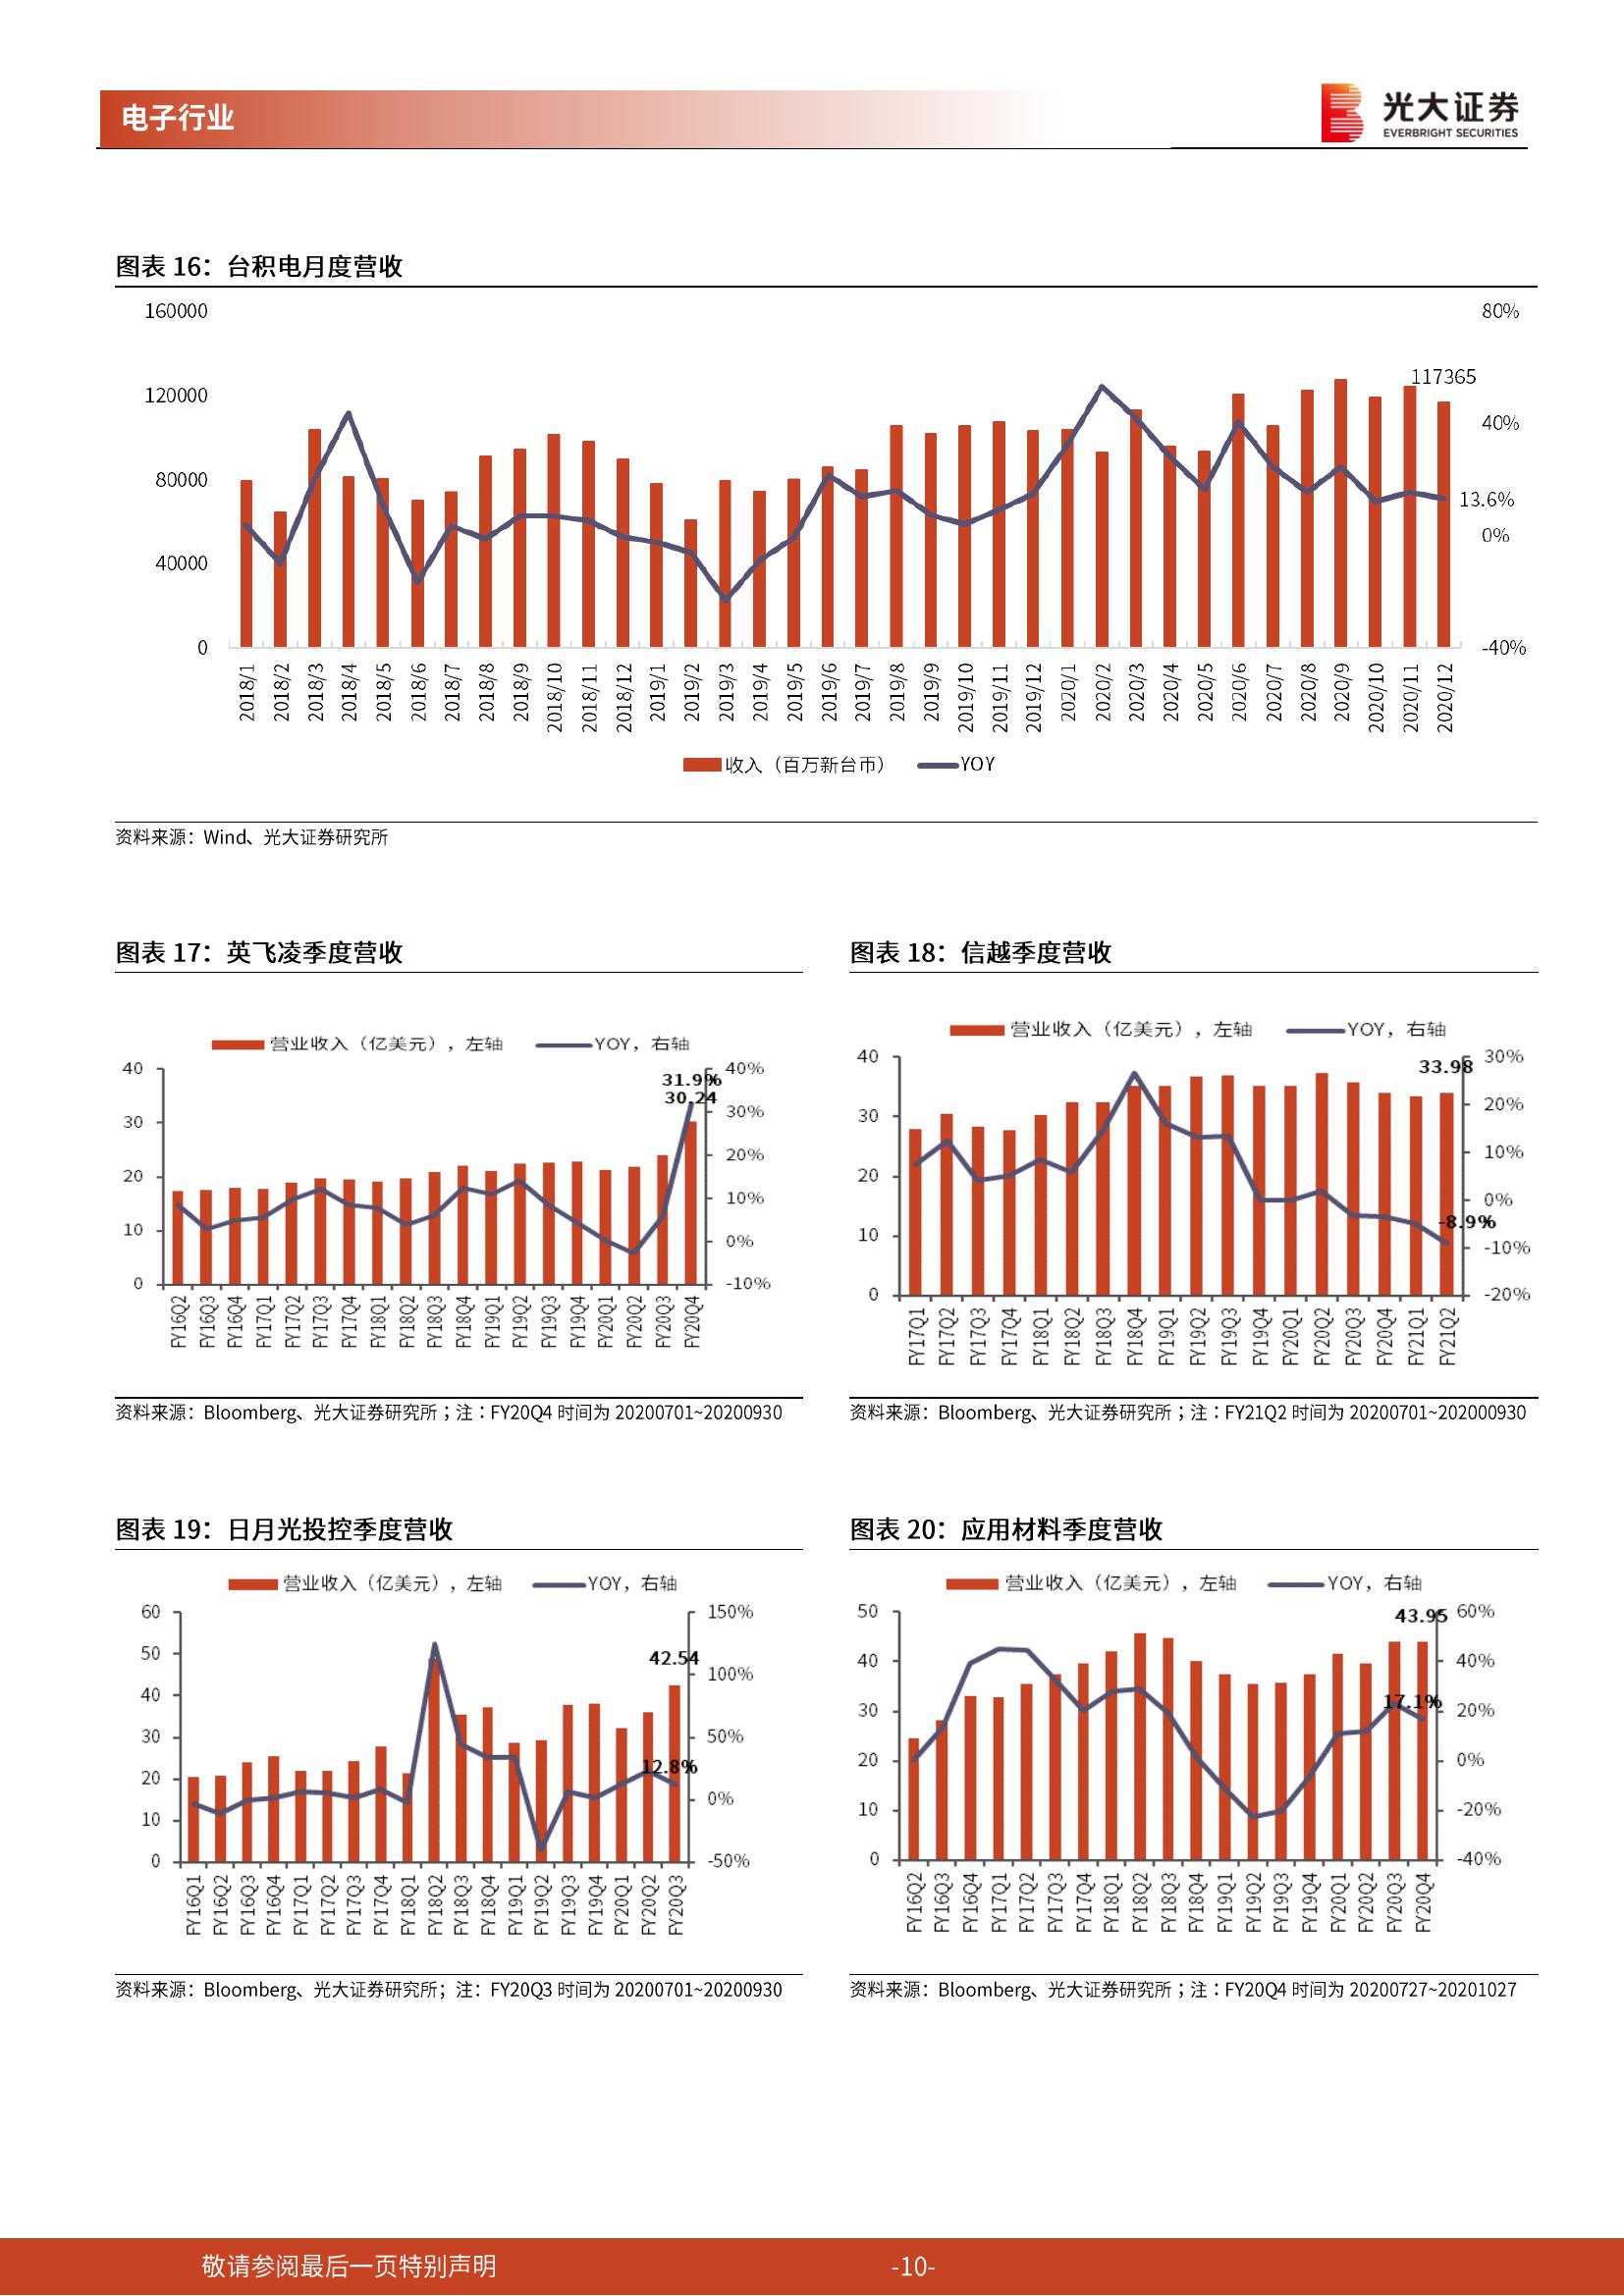 电子行业
光大证券
EVERBRIGHT SECURITIES
图表 16：台积电月度营收
160000
120000
80000
40000
0
80%
40%
0%
-40%
117365
13.6%
2018/1 2018/2 2018/3 2018/4 2018/5 2018/6 2018/7 2018/8 2018/9 2018/10 2018/11 2018/12 2019/1 2019/2 2019/3 2019/4 2019/5 2019/6 2019/7 2019/8 2019/9 2019/10 2019/11 2019/12 2020/1 2020/2 2020/3 2020/4 2020/5 2020/6 2020/7 2020/8 2020/9 2020/10 2020/11 2020/12
收入（百万新台币） YOY
资料来源：Wind、光大证券研究所
图表 17：英飞凌季度营收
营业收入（亿美元），左轴 YOY，右轴
40
30
20
10
0
31.9%
30.24
40%
30%
20%
10%
0%
-10%
FY16Q2 FY16Q3 FY16Q4 FY17Q1 FY17Q2 FY17Q3 FY17Q4 FY18Q1 FY18Q2 FY18Q3 FY18Q4 FY19Q1 FY19Q2 FY19Q3 FY19Q4 FY20Q1 FY20Q2 FY20Q3 FY20Q4
资料来源：Bloomberg、光大证券研究所；注：FY20Q4 时间为 20200701~20200930
图表 18：信越季度营收
营业收入（亿美元），左轴 YOY，右轴
40
30
20
10
0
33.98
-8.9%
30%
20%
10%
0%
-10%
-20%
FY17Q1 FY17Q2 FY17Q3 FY17Q4 FY18Q1 FY18Q2 FY18Q3 FY18Q4 FY19Q1 FY19Q2 FY19Q3 FY19Q4 FY20Q1 FY20Q2 FY20Q3 FY20Q4 FY21Q1 FY21Q2
资料来源：Bloomberg、光大证券研究所；注：FY21Q2 时间为 20200701~202000930
图表 19：日月光投控季度营收
营业收入（亿美元），左轴 YOY，右轴
60
50
40
30
20
10
0
42.54
12.8%
150%
100%
50%
0%
-50%
FY16Q1 FY16Q2 FY16Q3 FY16Q4 FY17Q1 FY17Q2 FY17Q3 FY17Q4 FY18Q1 FY18Q2 FY18Q3 FY18Q4 FY19Q1 FY19Q2 FY19Q3 FY19Q4 FY20Q1 FY20Q2 FY20Q3
资料来源：Bloomberg、光大证券研究所；注：FY20Q3 时间为 20200701~20200930
图表 20：应用材料季度营收
营业收入（亿美元），左轴 YOY，右轴
50
40
30
20
10
0
43.95
17.1%
60%
40%
20%
0%
-20%
-40%
FY16Q2 FY16Q3 FY16Q4 FY17Q1 FY17Q2 FY17Q3 FY17Q4 FY18Q1 FY18Q2 FY18Q3 FY18Q4 FY19Q1 FY19Q2 FY19Q3 FY19Q4 FY20Q1 FY20Q2 FY20Q3 FY20Q4
资料来源：Bloomberg、光大证券研究所；注：FY20Q4 时间为 20200727~20201027
敬请参阅最后一页特别声明
-10-